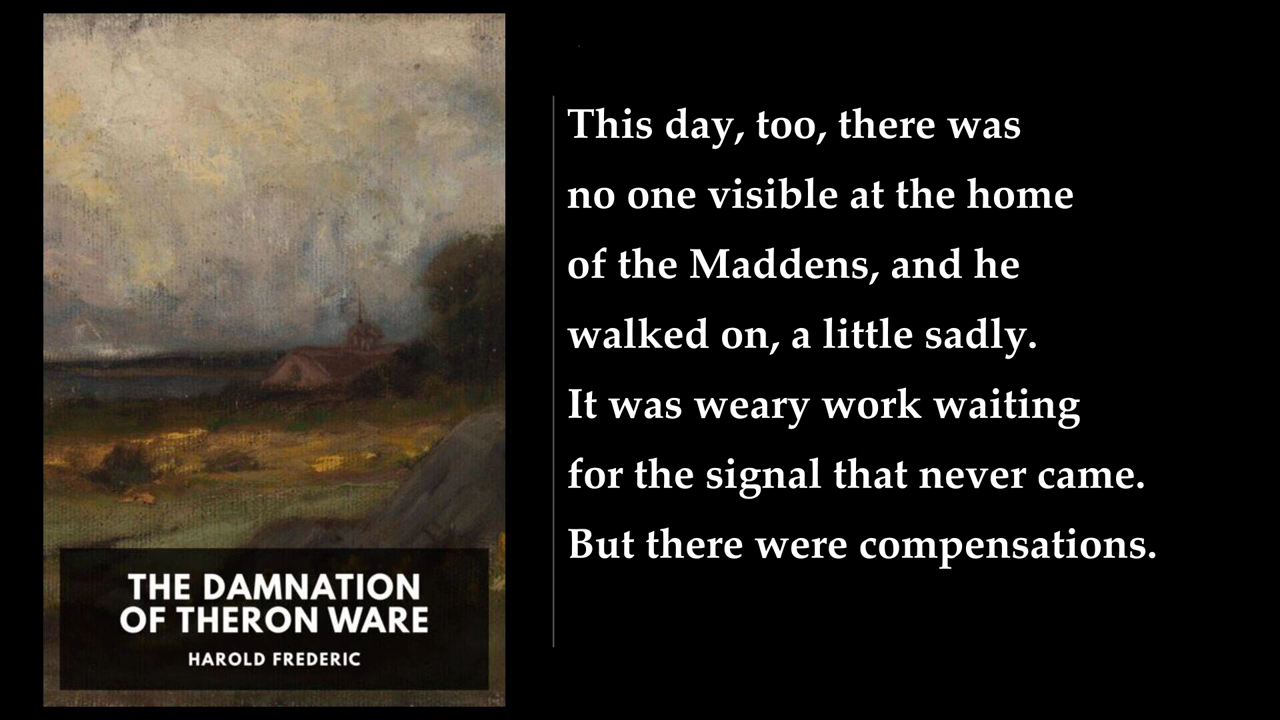 THE DAMNATION
OF THERON WARE
HAROLD FREDERIC
This day, too, there was
no one visible at the home
of the Maddens, and he
walked on, a little sadly.
It was weary work waiting
for the signal that never came.
But there were compensations.